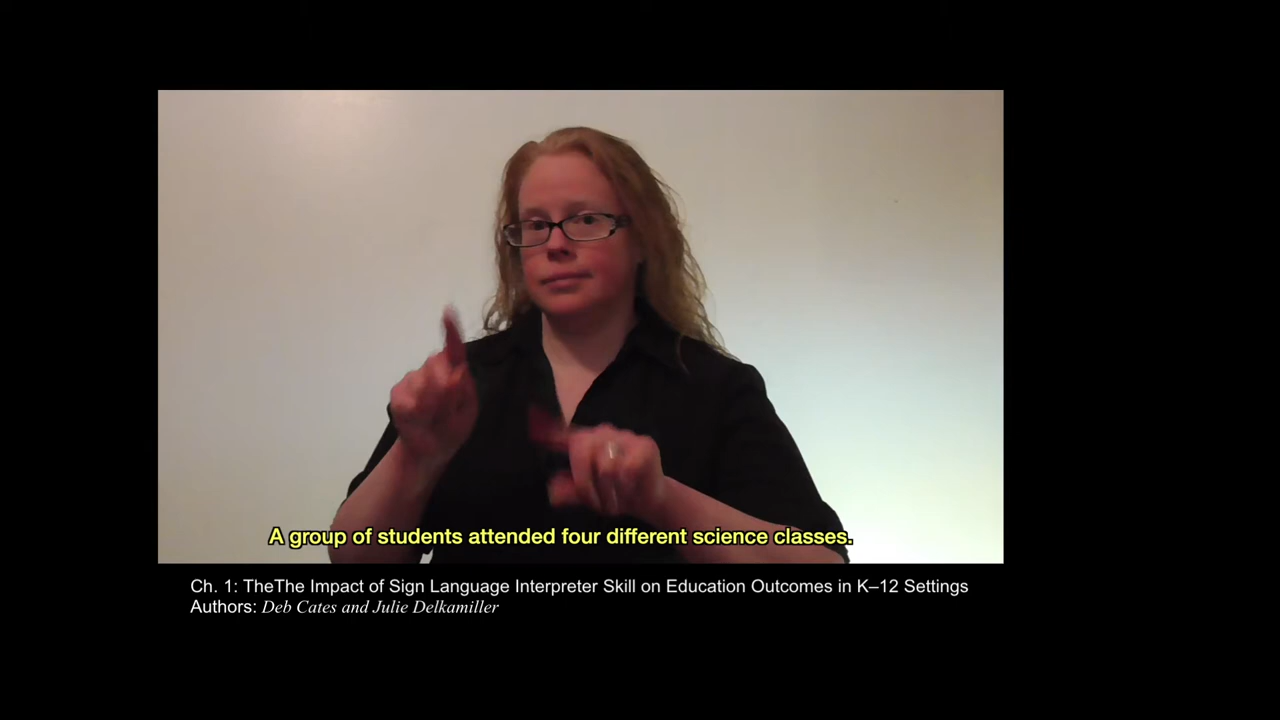 A group of students attended four different science classes.
Ch. 1: TheThe Impact of Sign Language Interpreter Skill on Education Outcomes in K–12 Settings
Authors: Deb Cates and Julie Delkamiller